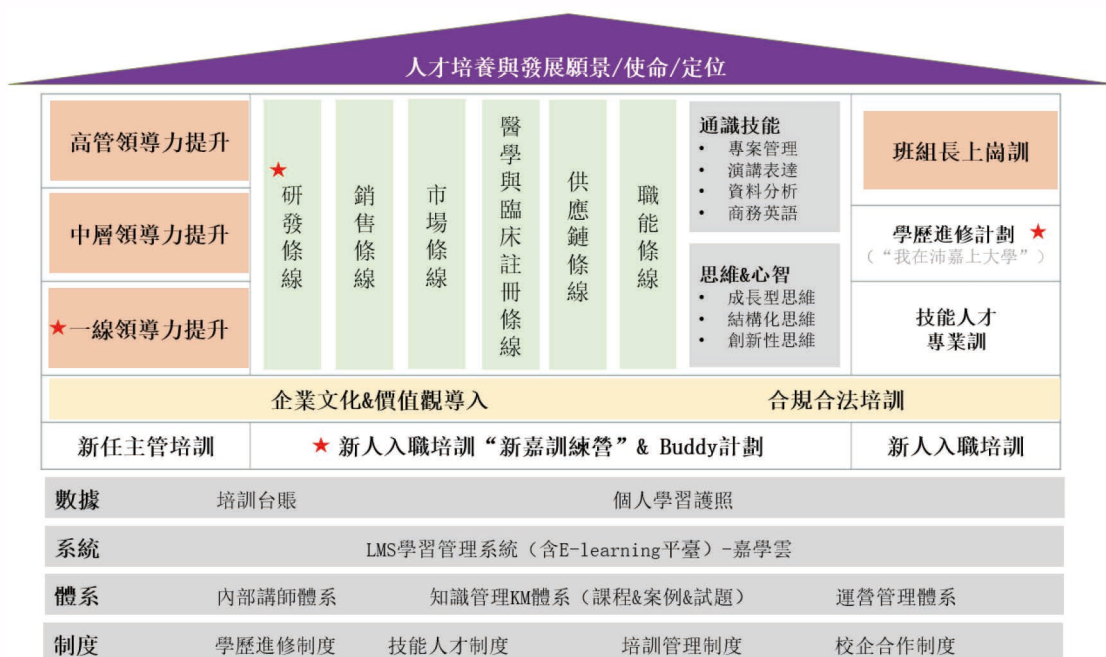 人才培養與發展願景/使命/定位
高管領導力提升
中層領導力提升
一線領導力提升
研發條線
銷售條線
市場條線
醫學與臨床註冊條線
供應鏈條線
職能條線
通識技能
• 專案管理
• 演講表達
• 資料分析
• 商務英語
思維&心智
• 成長型思維
• 結構化思維
• 創新性思維
班組長上崗訓
學歷進修計劃
(“我在沛嘉上大學”)
技能人才
專業訓
企業文化&價值觀導入 合規合法培訓
新任主管培訓 新人入職培訓“新嘉訓練營”& Buddy計劃 新人入職培訓
數據 培訓台賬 個人學習護照
系統 LMS學習管理系統（含E-learning平臺）-嘉學雲
體系 內部講師體系 知識管理KM體系（課程&案例&試題） 運營管理體系
制度 學歷進修制度 技能人才制度 培訓管理制度 校企合作制度